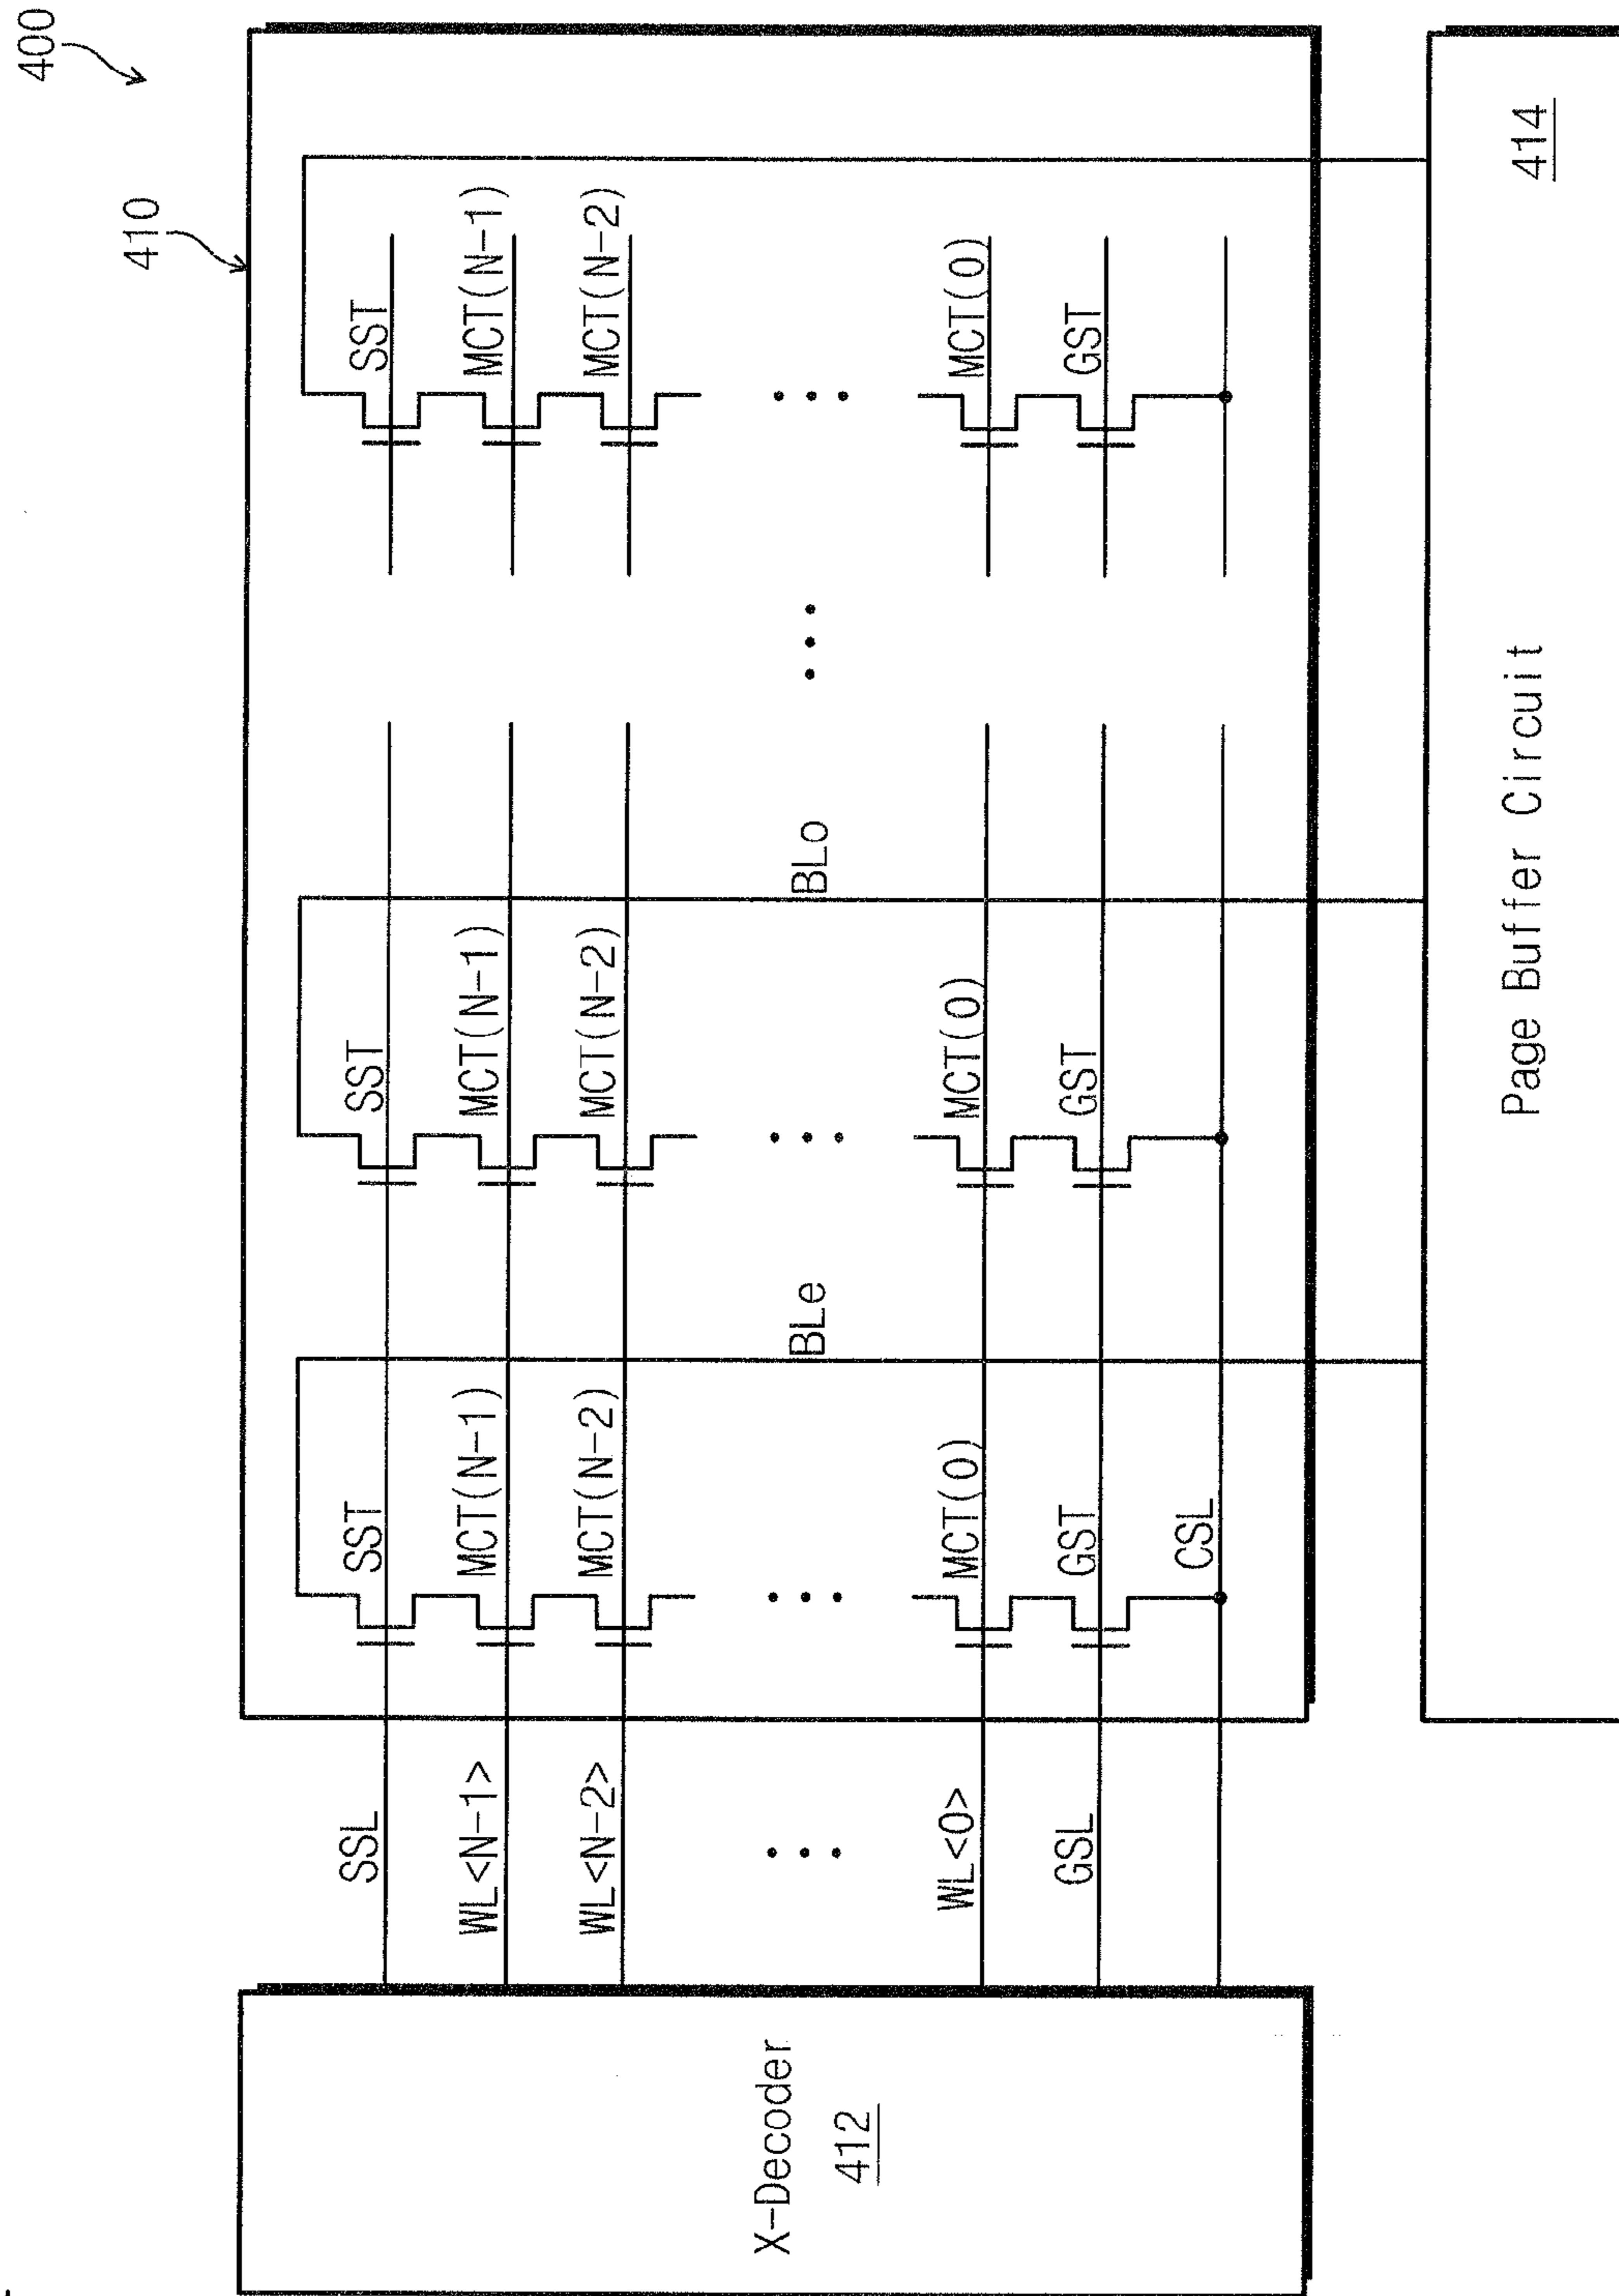 400
410
SSL
SST
SST
SST
WL<N-1>
MCT(N-1)
MCT(N-1)
MCT(N-1)
WL<N-2>
MCT(N-2)
MCT(N-2)
MCT(N-2)
X-Decoder
412
BLe
BLo
WL<0>
MCT(0)
MCT(0)
MCT(0)
GSL
GST
GST
GST
CSL
Page Buffer Circuit
414